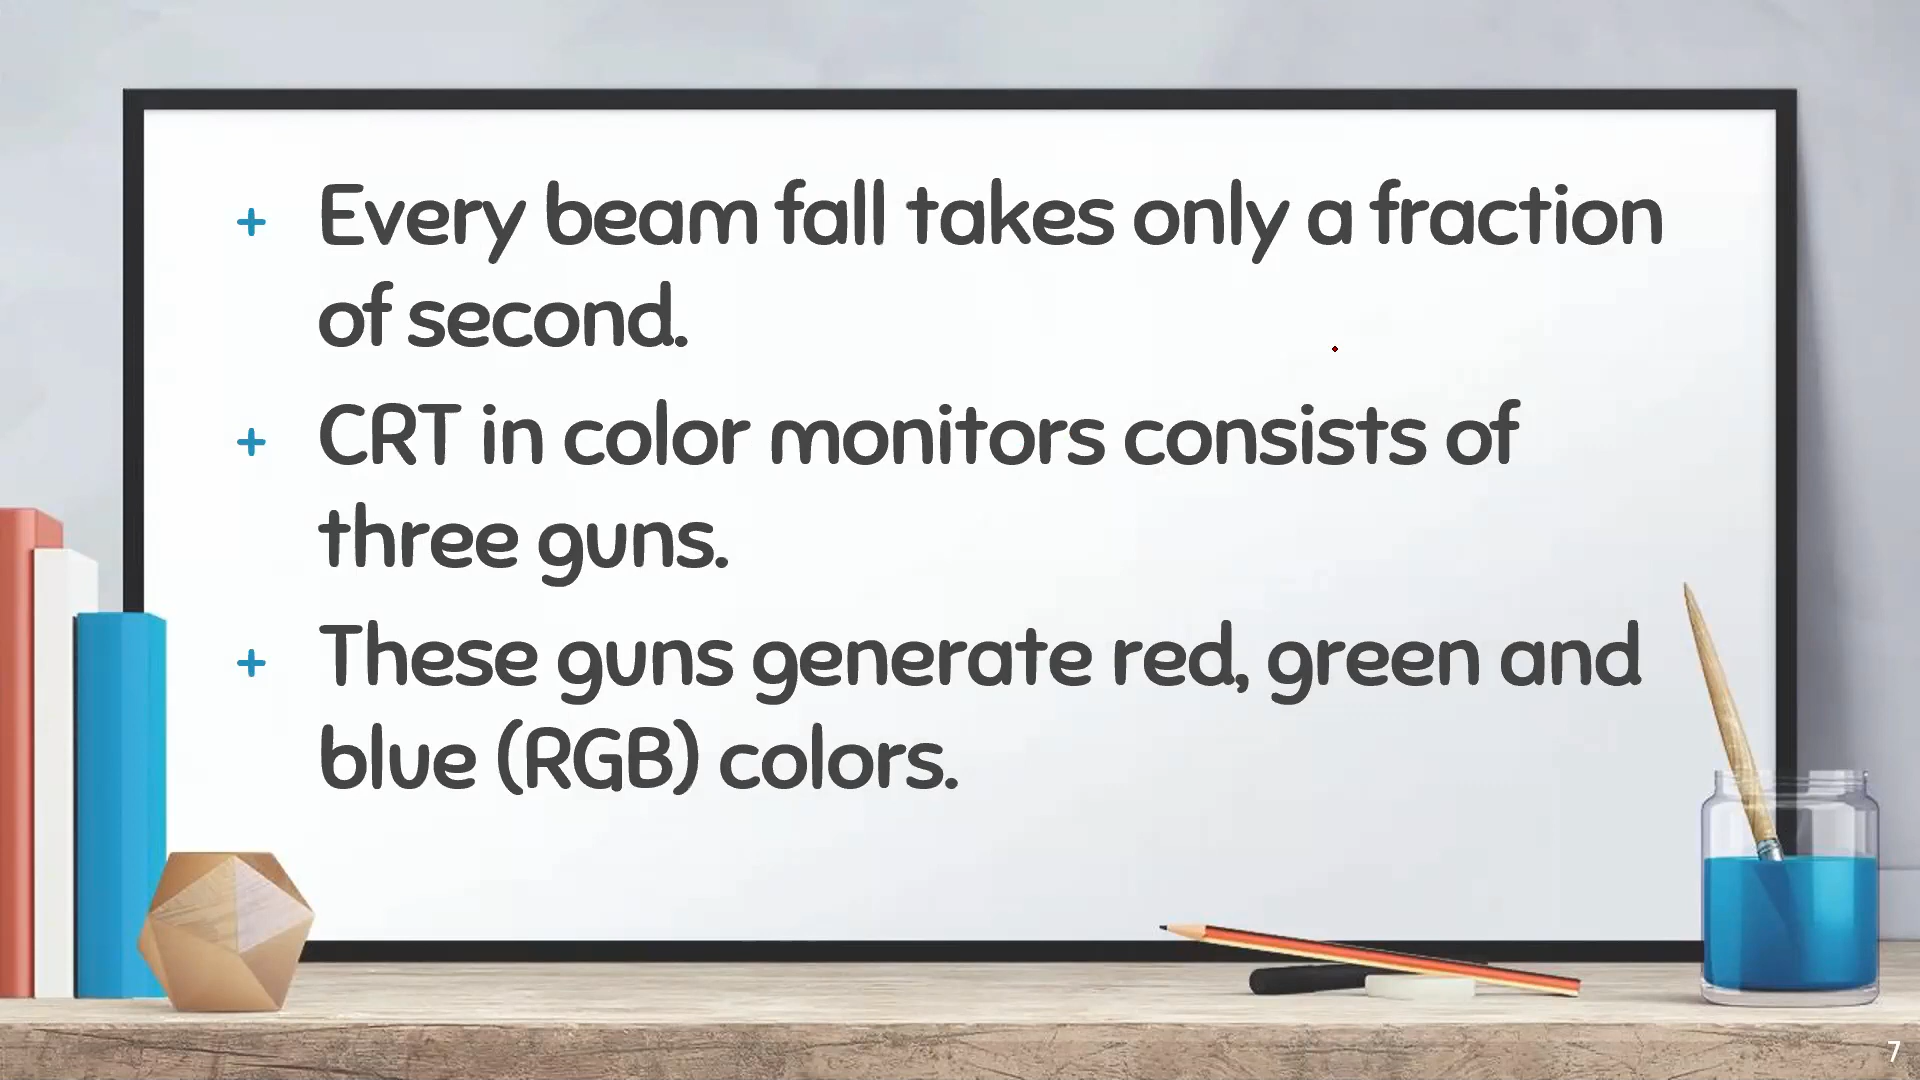 + Every beam fall takes only a fraction
of second.
+ CRT in color monitors consists of
three guns.
+ These guns generate red, green and
blue (RGB) colors.
7